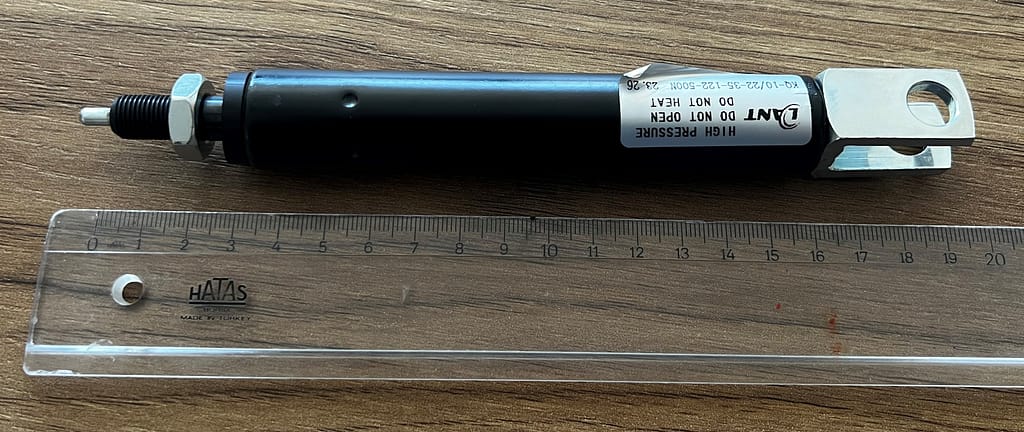 HIGH PRESSURE
DO NOT OPEN
DO NOT HEAT
DANT
KQ-10/22-35-122-500N 23.26
0 1 2 3 4 5 6 7 8 9 10 11 12 13 14 15 16 17 18 19 20
HATAS
MADE IN TURKEY